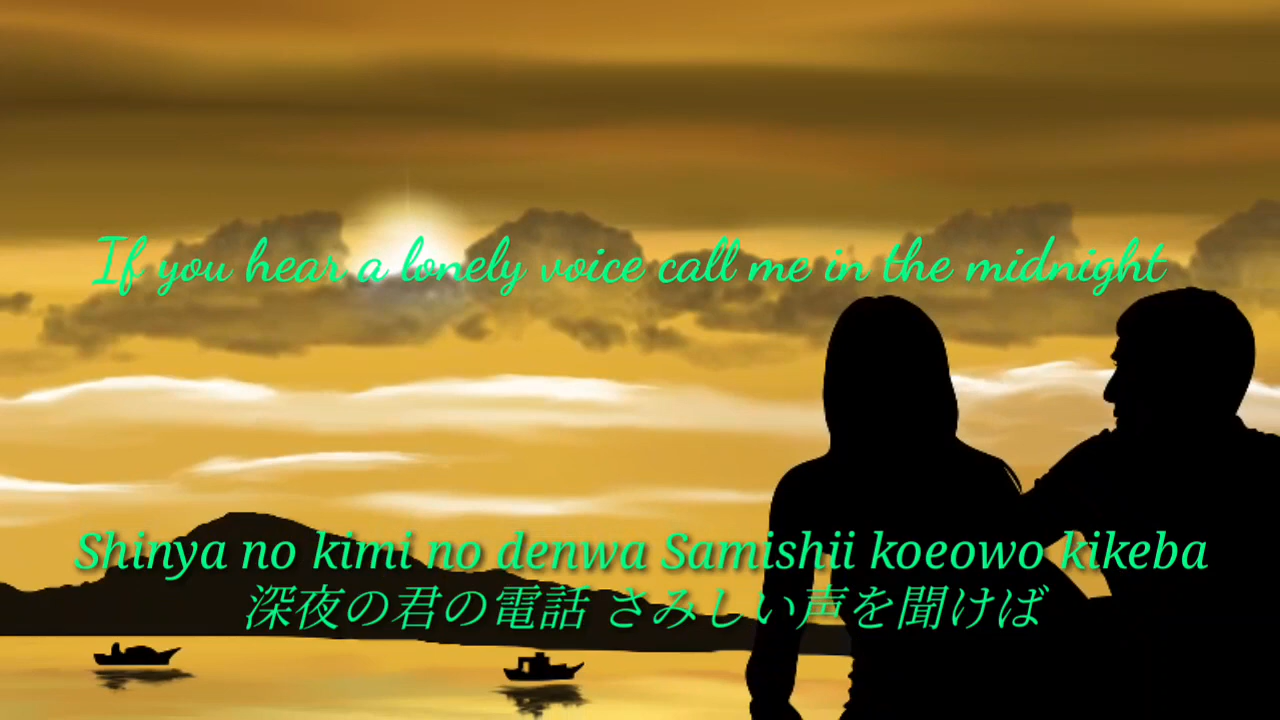 If you hear a lonely voice call me in the midnight
Shinya no kimi no denwa Samishii koeowo kikeba
深夜の君の電話 さみしい声を聞けば